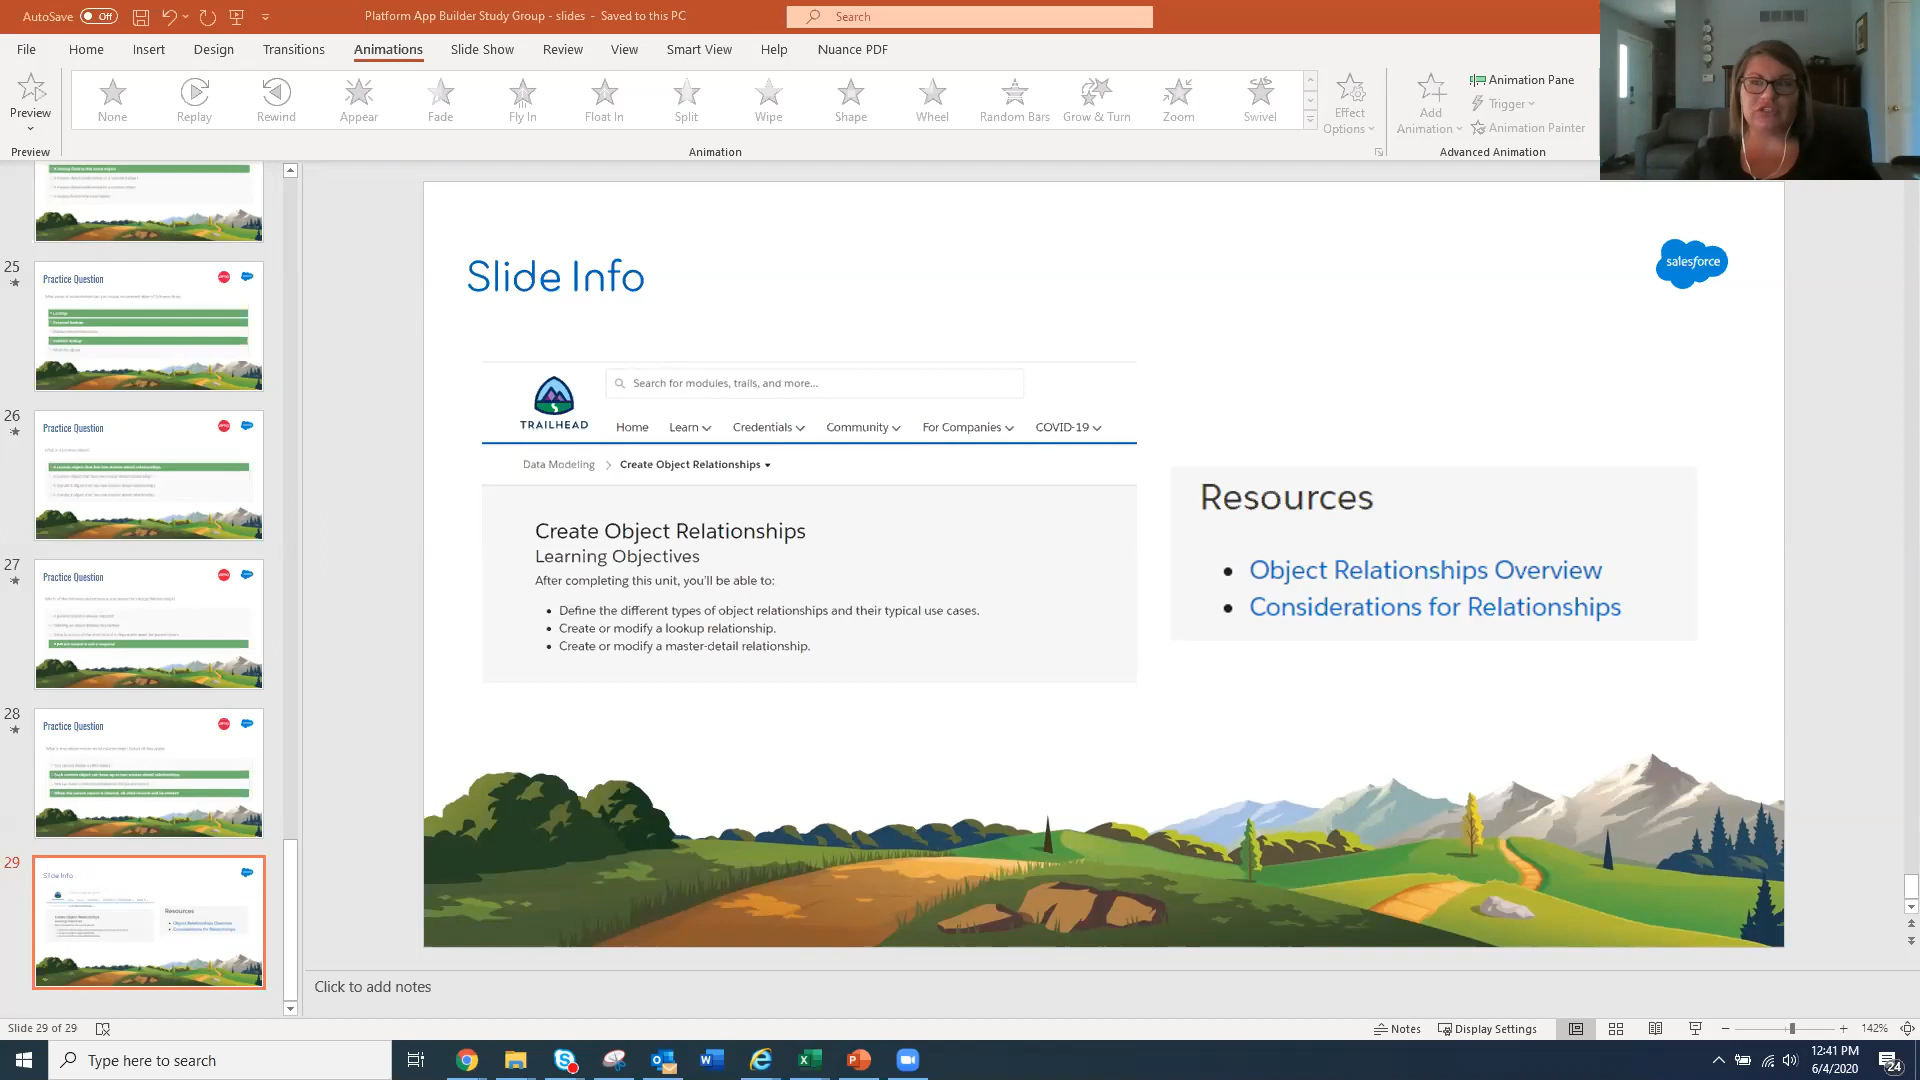 AutoSave Off
Platform App Builder Study Group - slides - Saved to this PC
Search
File Home Insert Design Transitions Animations Slide Show Review View Smart View Help Nuance PDF
Preview
None Replay Rewind Appear Fade Fly In Float In Split Wipe Shape Wheel Random Bars Grow & Turn Zoom Swivel
Effect Options
Add Animation
Animation Pane
Trigger
Animation Painter
Preview
Animation
Advanced Animation
25
Practice Question
26
Practice Question
27
Practice Question
28
Practice Question
29
Slide Info
Resources
Object Relationships Overview
Considerations for Relationships
Slide Info
salesforce
Search for modules, trails, and more...
TRAILHEAD
Home Learn Credentials Community For Companies COVID-19
Data Modeling > Create Object Relationships
Create Object Relationships
Learning Objectives
After completing this unit, you'll be able to:
• Define the different types of object relationships and their typical use cases.
• Create or modify a lookup relationship.
• Create or modify a master-detail relationship.
Resources
• Object Relationships Overview
• Considerations for Relationships
Click to add notes
Slide 29 of 29
Notes
Display Settings
142%
Type here to search
12:41 PM
6/4/2020
24